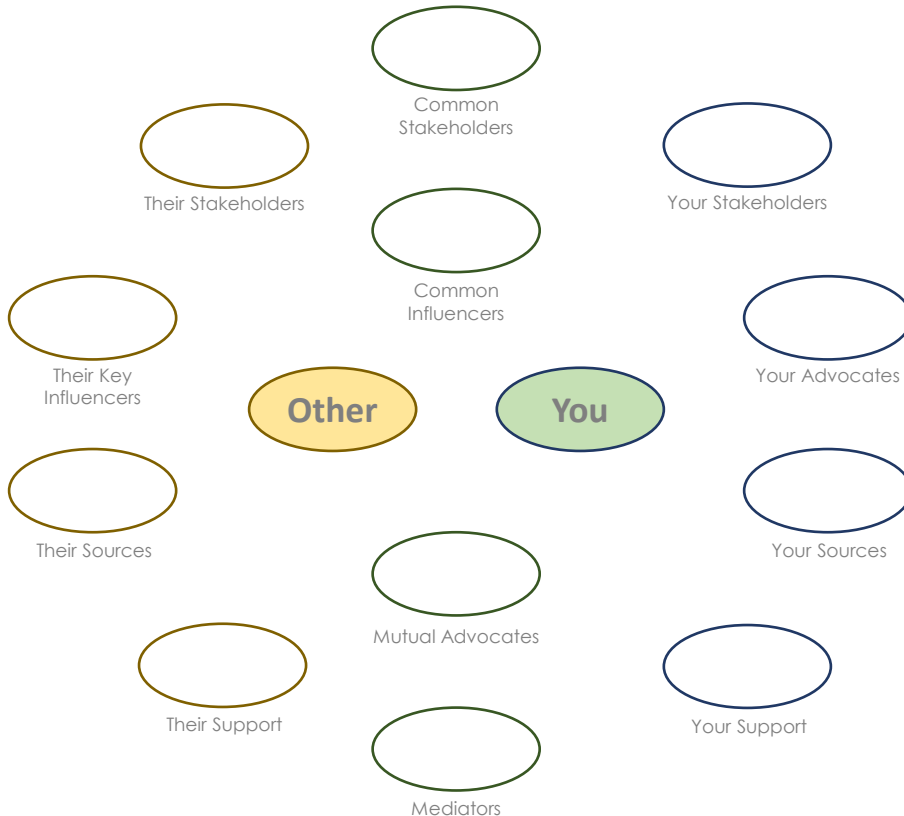 Common
Stakeholders
Their Stakeholders
Your Stakeholders
Common
Influencers
Their Key
Influencers
Your Advocates
Other
You
Their Sources
Your Sources
Mutual Advocates
Their Support
Your Support
Mediators